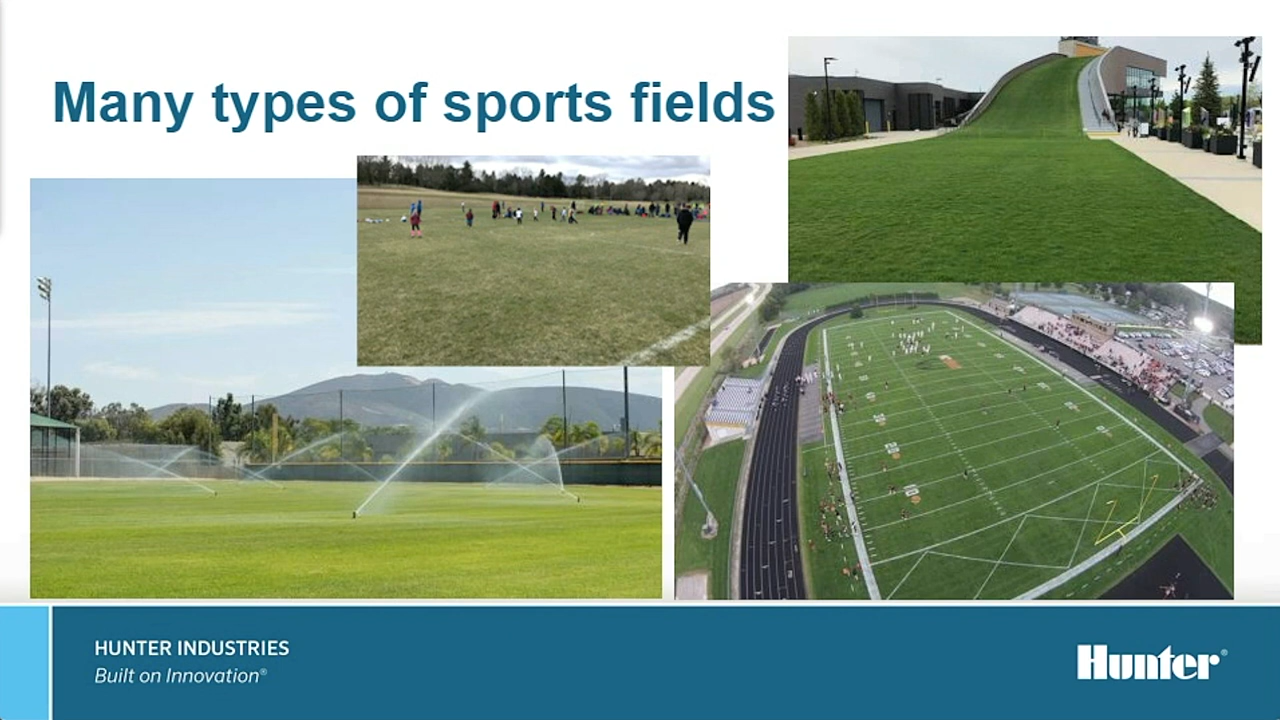 Many types of sports fields
HUNTER INDUSTRIES
Built on Innovation®
Hunter®